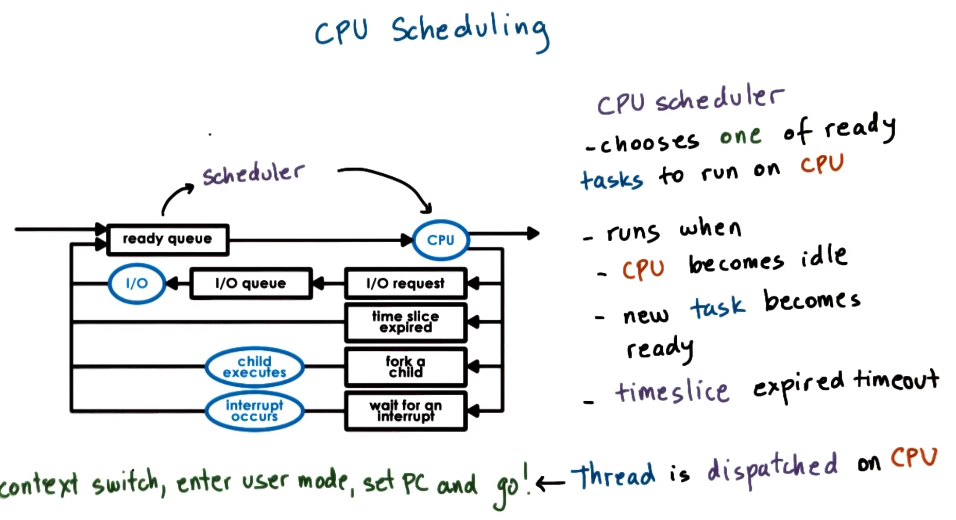 CPU Scheduling
scheduler
ready queue
CPU
I/O
I/O queue
I/O request
time slice
expired
child
executes
fork a
child
interrupt
occurs
wait for an
interrupt
CPU scheduler
-chooses one of ready
tasks to run on CPU
- runs when
- CPU becomes idle
- new task becomes
ready
- timeslice expired timeout
context switch, enter user mode, set PC and go! ← Thread is dispatched on CPU